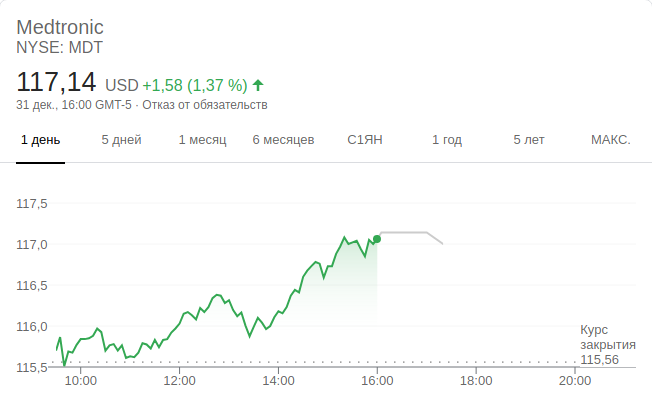 Medtronic
NYSE: MDT
117,14 USD +1,58 (1,37 %)
31 дек., 16:00 GMT-5 · Отказ от обязательств
1 день 5 дней 1 месяц 6 месяцев С1ЯН 1 год 5 лет МАКС.
117,5
117,0
116,5
116,0
115,5
Курс
закрытия
115,56
10:00 12:00 14:00 16:00 18:00 20:00